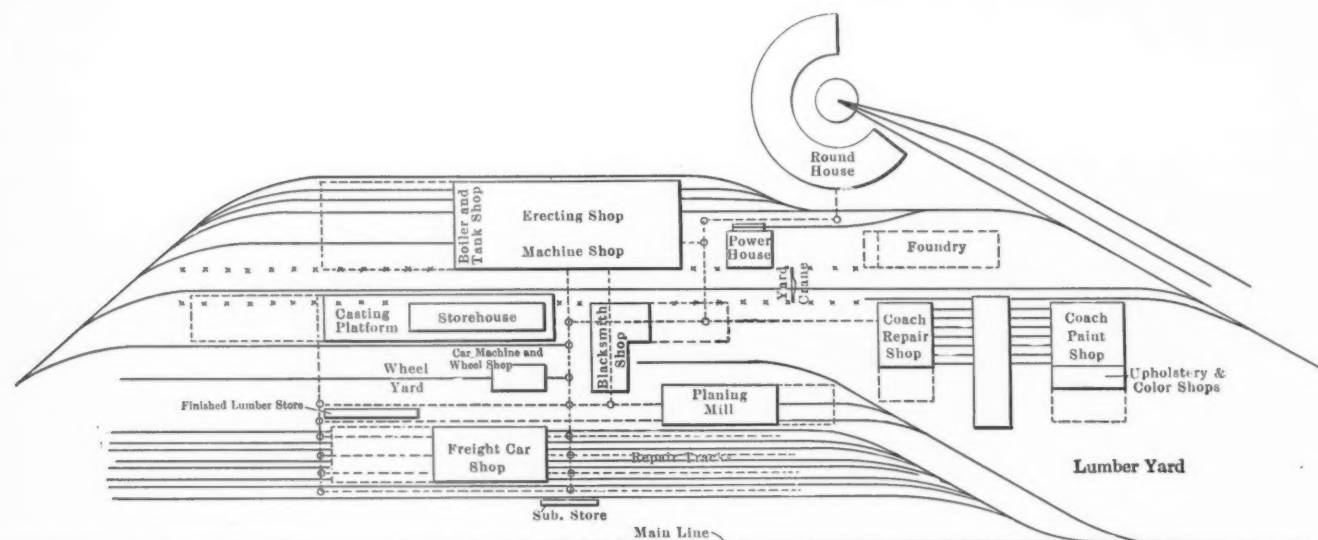 Round
House
Boiler and
Tank Shop
Erecting Shop
Machine Shop
Power
House
Foundry
Yard
Crane
Casting
Platform
Storehouse
Blacksmith
Shop
Coach
Repair
Shop
Coach
Paint
Shop
Upholstery &
Color Shops
Car Machine and
Wheel Shop
Wheel
Yard
Finished Lumber Store
Planing
Mill
Freight Car
Shop
Repair Tracks
Lumber Yard
Sub. Store
Main Line